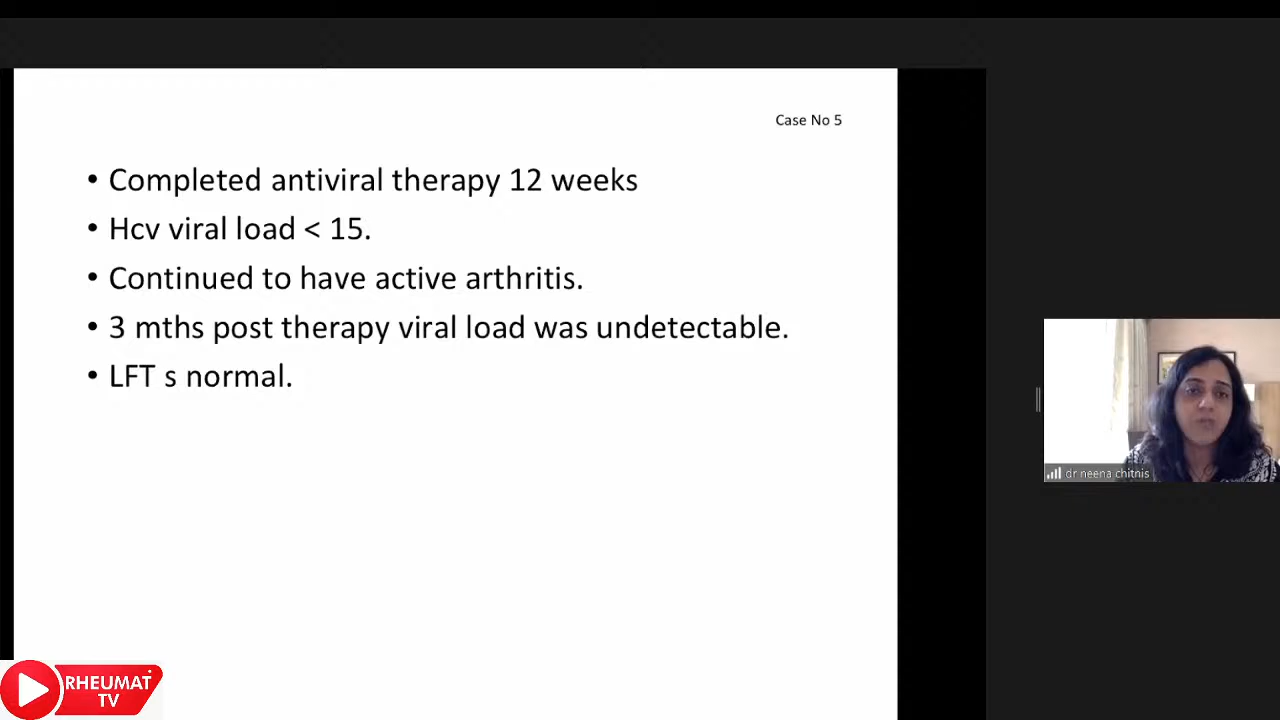 Case No 5
• Completed antiviral therapy 12 weeks
• Hcv viral load < 15.
• Continued to have active arthritis.
• 3 mths post therapy viral load was undetectable.
• LFT s normal.
dr neena chitnis
RHEUMAT
TV